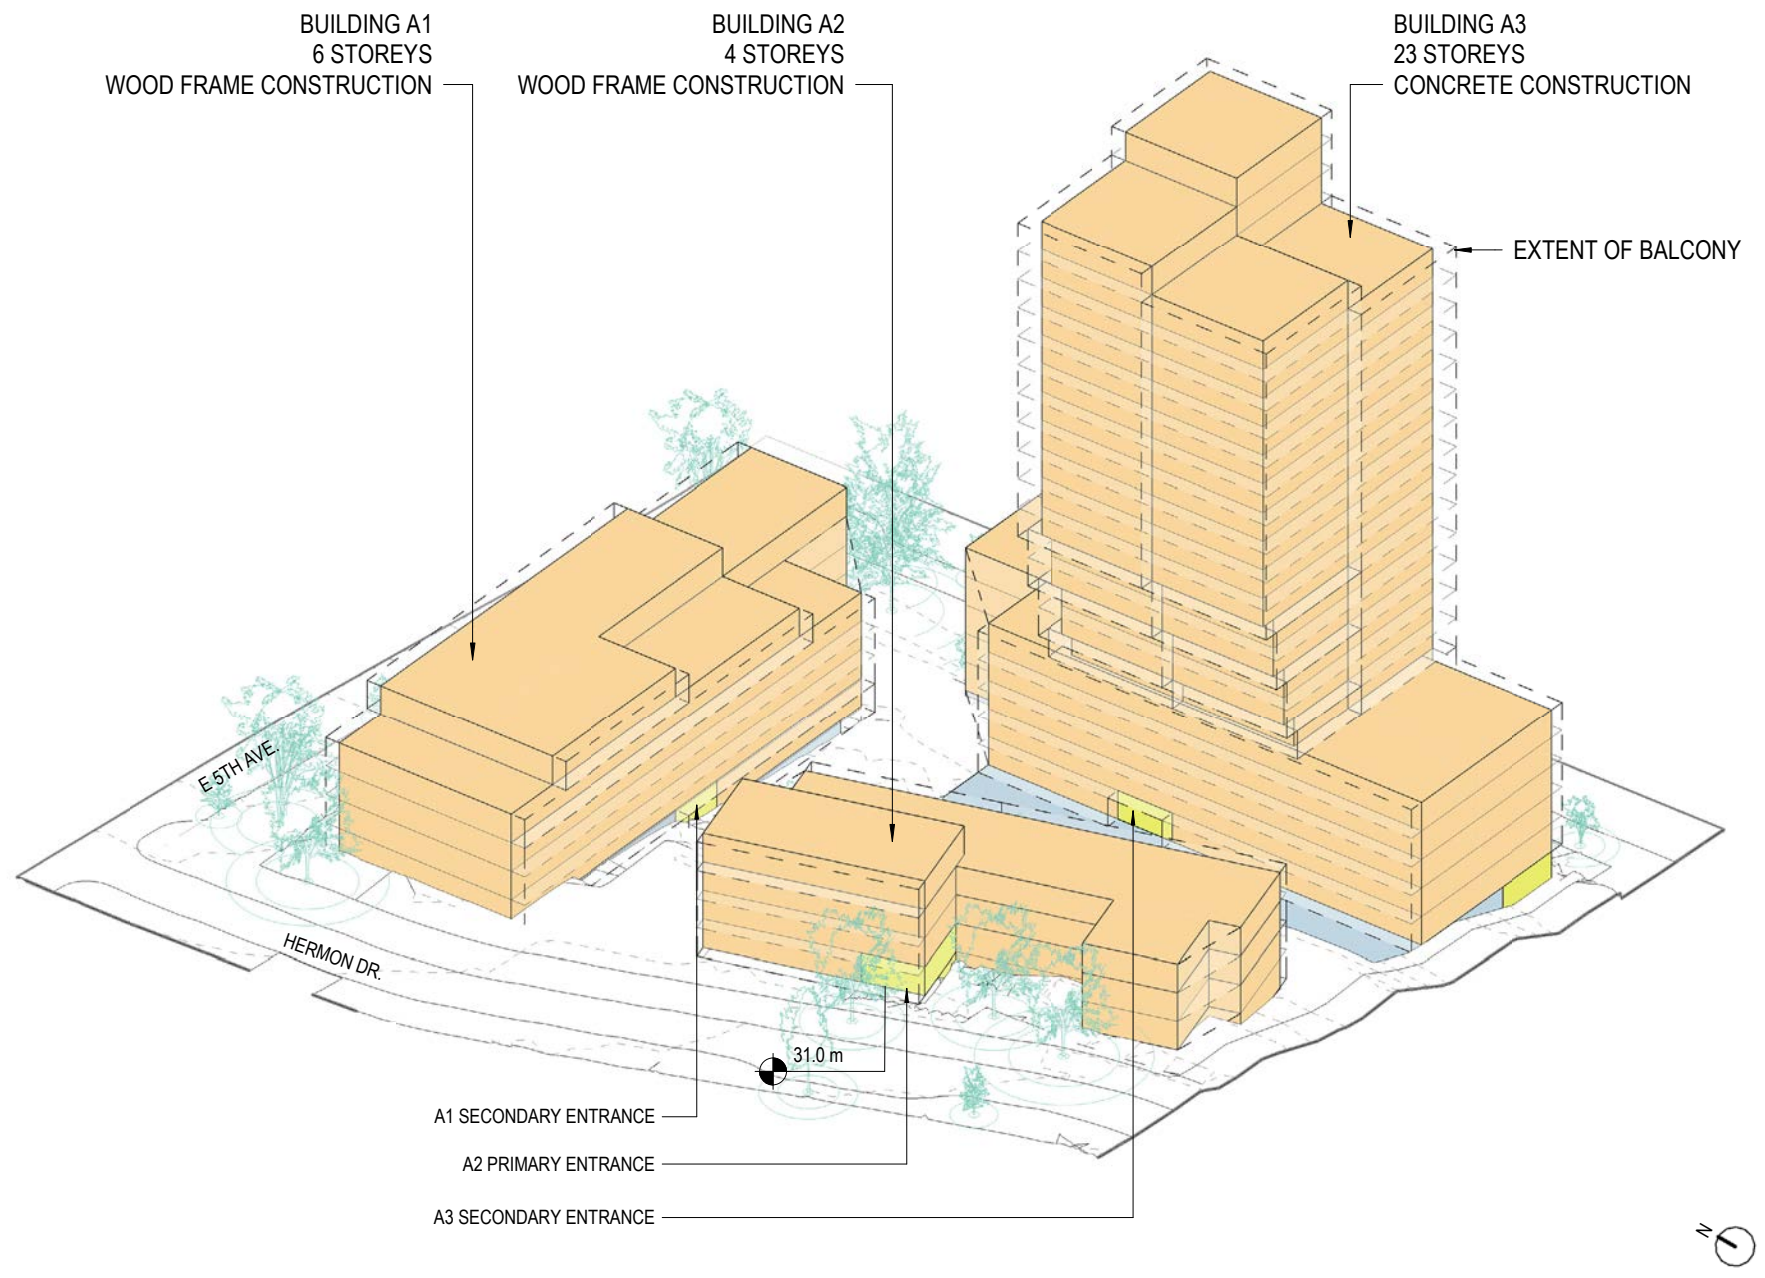 BUILDING A1
6 STOREYS
WOOD FRAME CONSTRUCTION
BUILDING A2
4 STOREYS
WOOD FRAME CONSTRUCTION
BUILDING A3
23 STOREYS
CONCRETE CONSTRUCTION
EXTENT OF BALCONY
E 5TH AVE.
HERMON DR.
31.0 m
A1 SECONDARY ENTRANCE
A2 PRIMARY ENTRANCE
A3 SECONDARY ENTRANCE
N